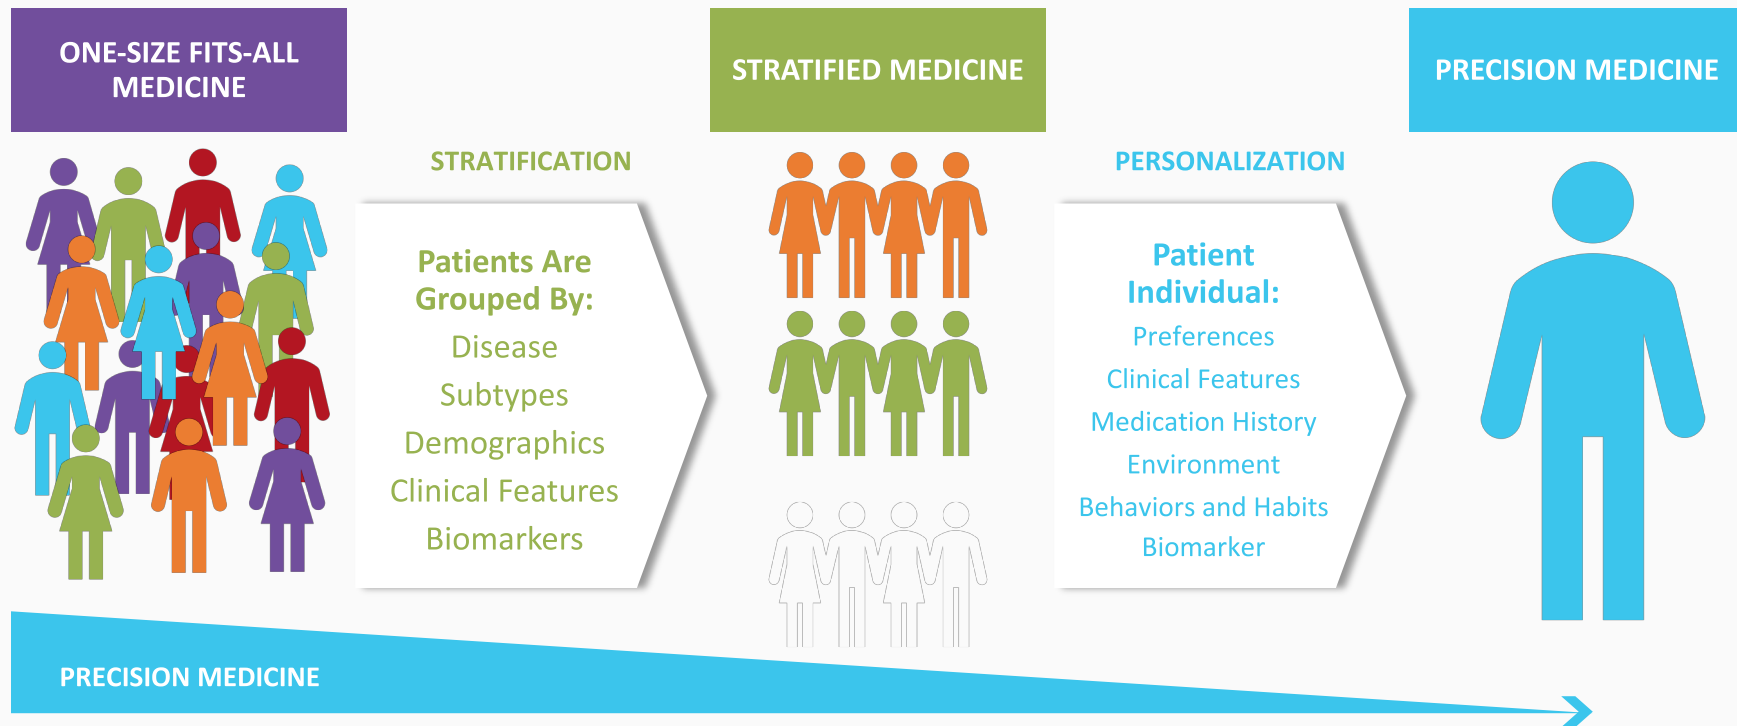 ONE-SIZE FITS-ALL
MEDICINE
STRATIFICATION
Patients Are
Grouped By:
Disease
Subtypes
Demographics
Clinical Features
Biomarkers
STRATIFIED MEDICINE
PERSONALIZATION
Patient
Individual:
Preferences
Clinical Features
Medication History
Environment
Behaviors and Habits
Biomarker
PRECISION MEDICINE
PRECISION MEDICINE